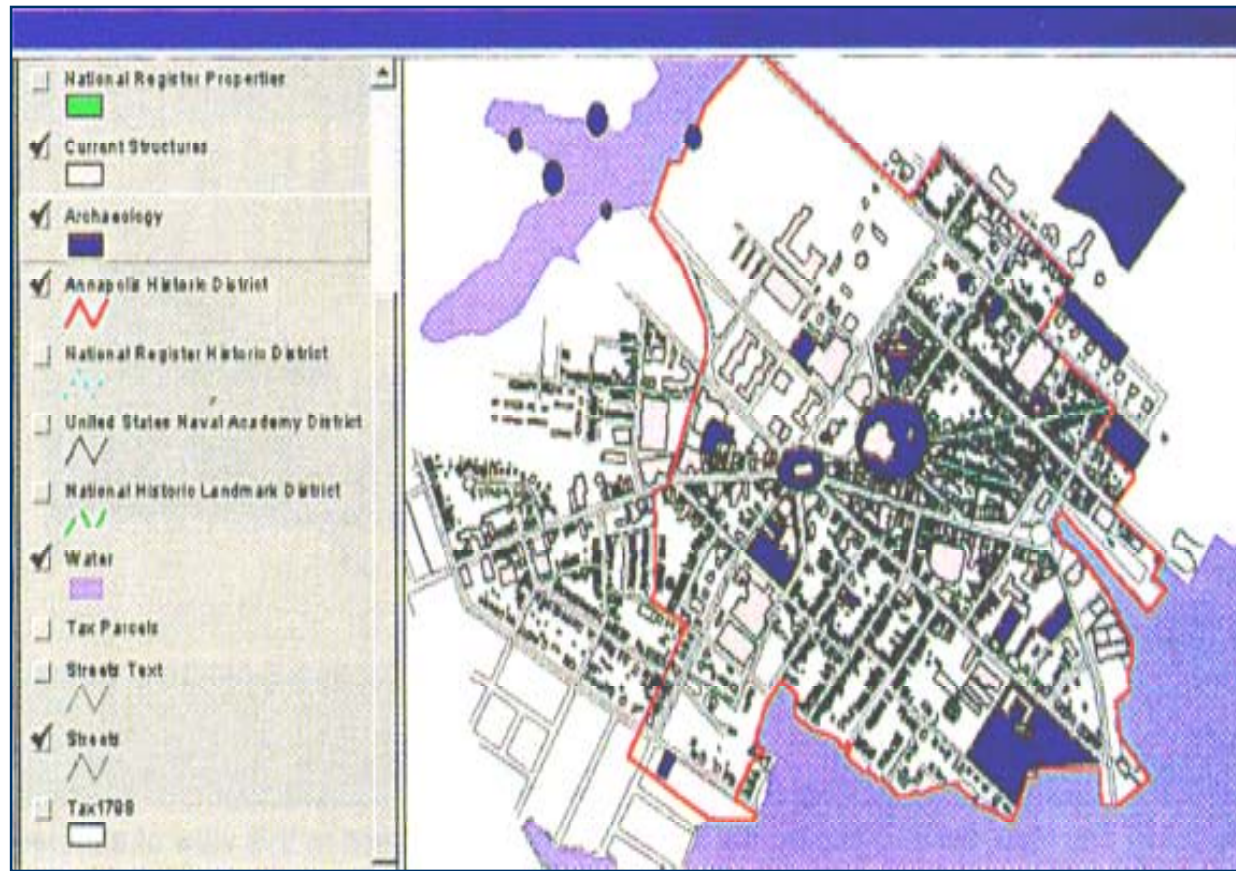 National Register Properties
Current Structures
Archaeology
Annapolis Historic District
National Register Historic District
United States Naval Academy District
National Historic Landmark District
Water
Tax Parcels
Streets Text
Streets
Tax1798